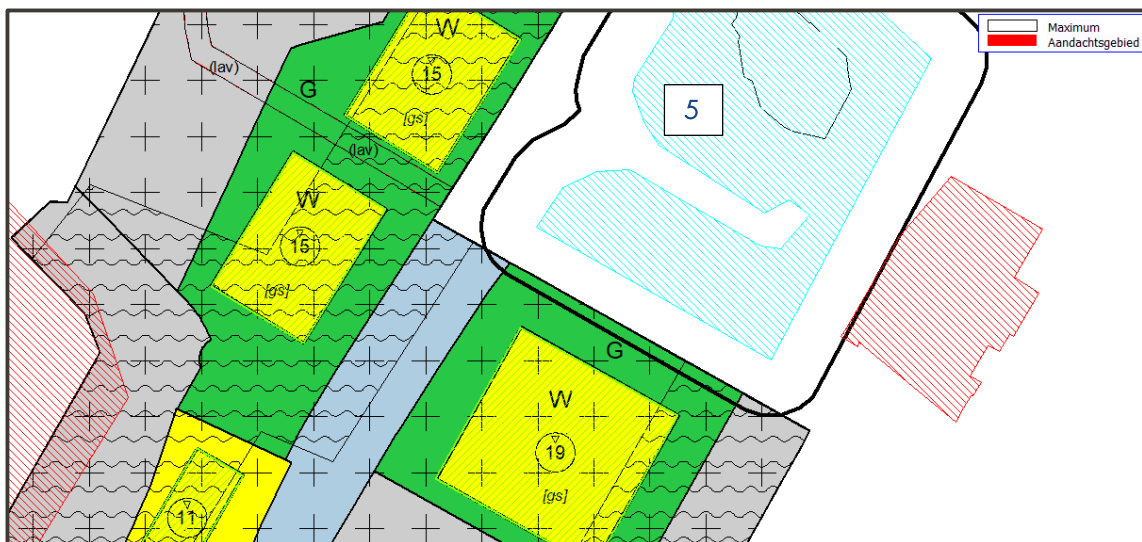 Maximum
Aandachtsgebied
W
15
(lav)
G
[gs]
5
(lav)
W
15
[gs]
G
W
19
[gs]
11